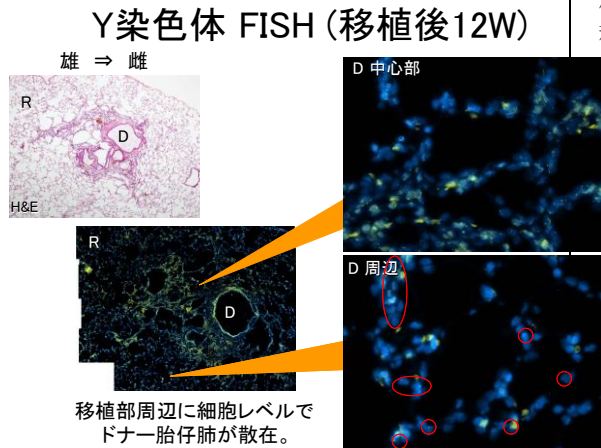 Y染色体 FISH (移植後12W)
雄 ⇒ 雌
R
D
H&E
D 中心部
R
D
D 周辺
移植部周辺に細胞レベルで
ドナー胎仔肺が散在。